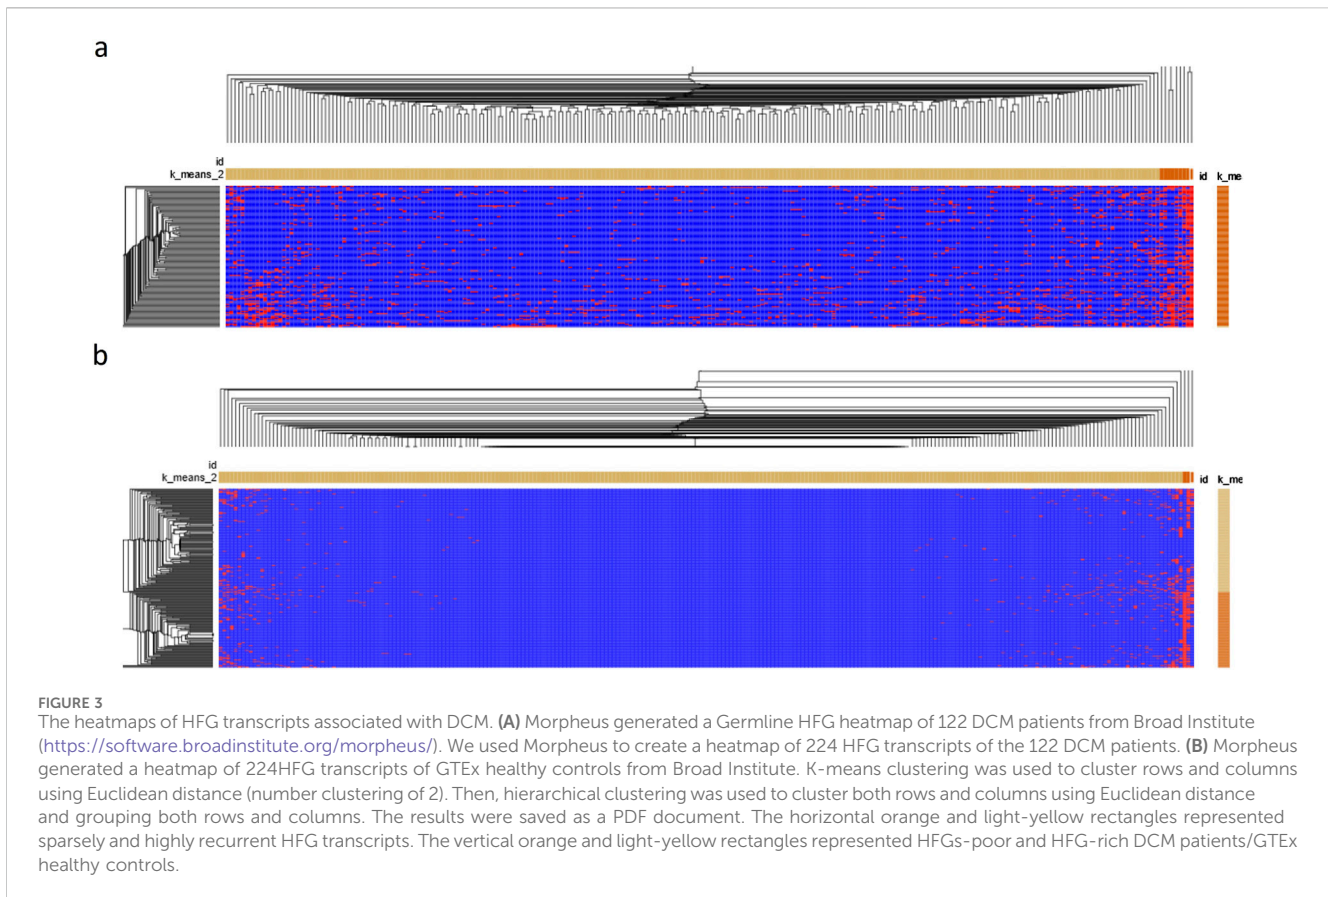 a
id
k_means_2
id k_me
b
id
k_means_2
id k_me
FIGURE 3
The heatmaps of HFG transcripts associated with DCM. (A) Morpheus generated a Germline HFG heatmap of 122 DCM patients from Broad Institute
(https://software.broadinstitute.org/morpheus/). We used Morpheus to create a heatmap of 224 HFG transcripts of the 122 DCM patients. (B) Morpheus
generated a heatmap of 224HFG transcripts of GTEx healthy controls from Broad Institute. K-means clustering was used to cluster rows and columns
using Euclidean distance (number clustering of 2). Then, hierarchical clustering was used to cluster both rows and columns using Euclidean distance
and grouping both rows and columns. The results were saved as a PDF document. The horizontal orange and light-yellow rectangles represented
sparsely and highly recurrent HFG transcripts. The vertical orange and light-yellow rectangles represented HFGs-poor and HFG-rich DCM patients/GTEx
healthy controls.